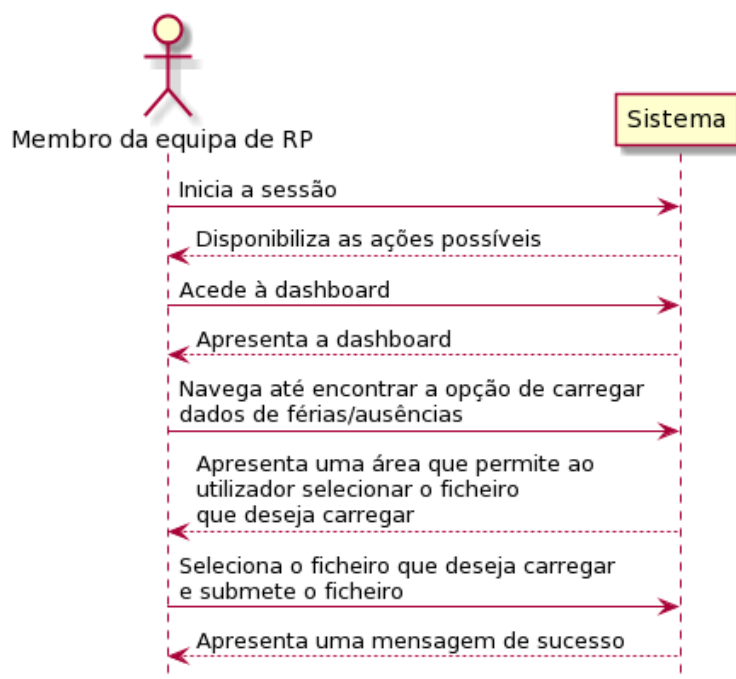 Membro da equipa de RP
Sistema
Inicia a sessão
Disponibiliza as ações possíveis
Acede à dashboard
Apresenta a dashboard
Navega até encontrar a opção de carregar
dados de férias/ausências
Apresenta uma área que permite ao
utilizador selecionar o ficheiro
que deseja carregar
Seleciona o ficheiro que deseja carregar
e submete o ficheiro
Apresenta uma mensagem de sucesso